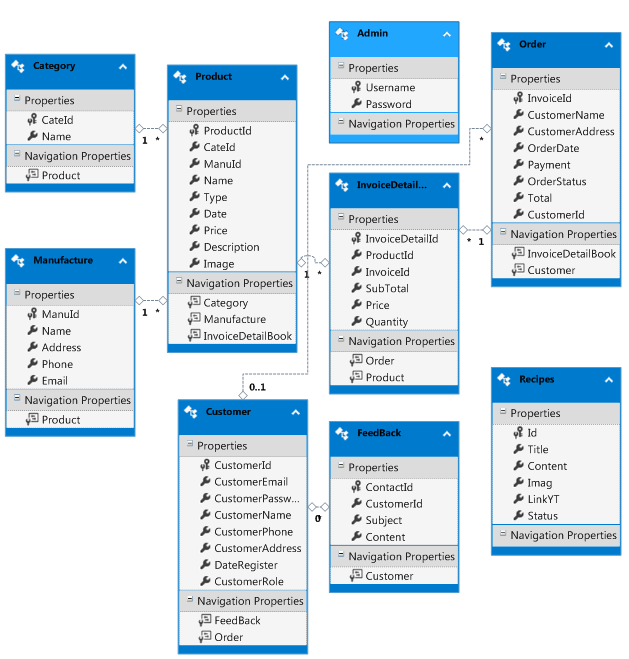 Category
Properties
CateId
Name
Navigation Properties
Product
1
*
Product
Properties
ProductId
CateId
ManuId
Name
Type
Date
Price
Description
Image
Navigation Properties
Category
Manufacture
InvoiceDetailBook
Admin
Properties
Username
Password
Navigation Properties
Order
Properties
InvoiceId
CustomerName
CustomerAddress
OrderDate
Payment
OrderStatus
Total
CustomerId
Navigation Properties
InvoiceDetailBook
Customer
*
Manufacture
Properties
ManuId
Name
Address
Phone
Email
Navigation Properties
Product
1
*
InvoiceDetail...
Properties
InvoiceDetailId
ProductId
InvoiceId
SubTotal
Price
Quantity
Navigation Properties
Order
Product
1
*
*
1
0..1
Customer
Properties
CustomerId
CustomerEmail
CustomerPassw...
CustomerName
CustomerPhone
CustomerAddress
DateRegister
CustomerRole
Navigation Properties
FeedBack
Order
FeedBack
Properties
ContactId
CustomerId
Subject
Content
Navigation Properties
Customer
Recipes
Properties
Id
Title
Content
Imag
LinkYT
Status
Navigation Properties